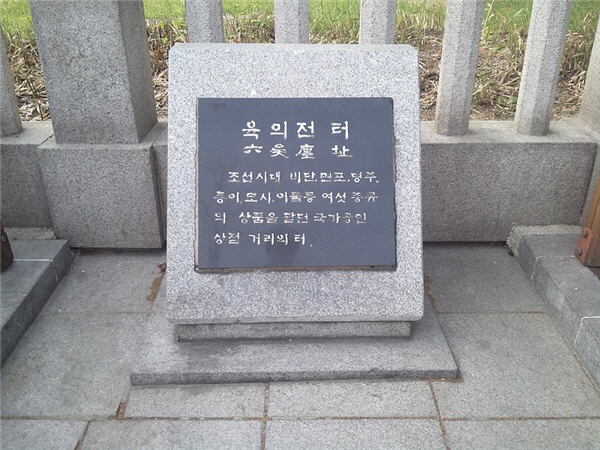 육의전 터
六矣廛 址
조선시대 비단, 면포, 명주,
종이, 모시, 어물등 여섯 종류
의 상품을 팔던 국가공인
상점 거리의 터.